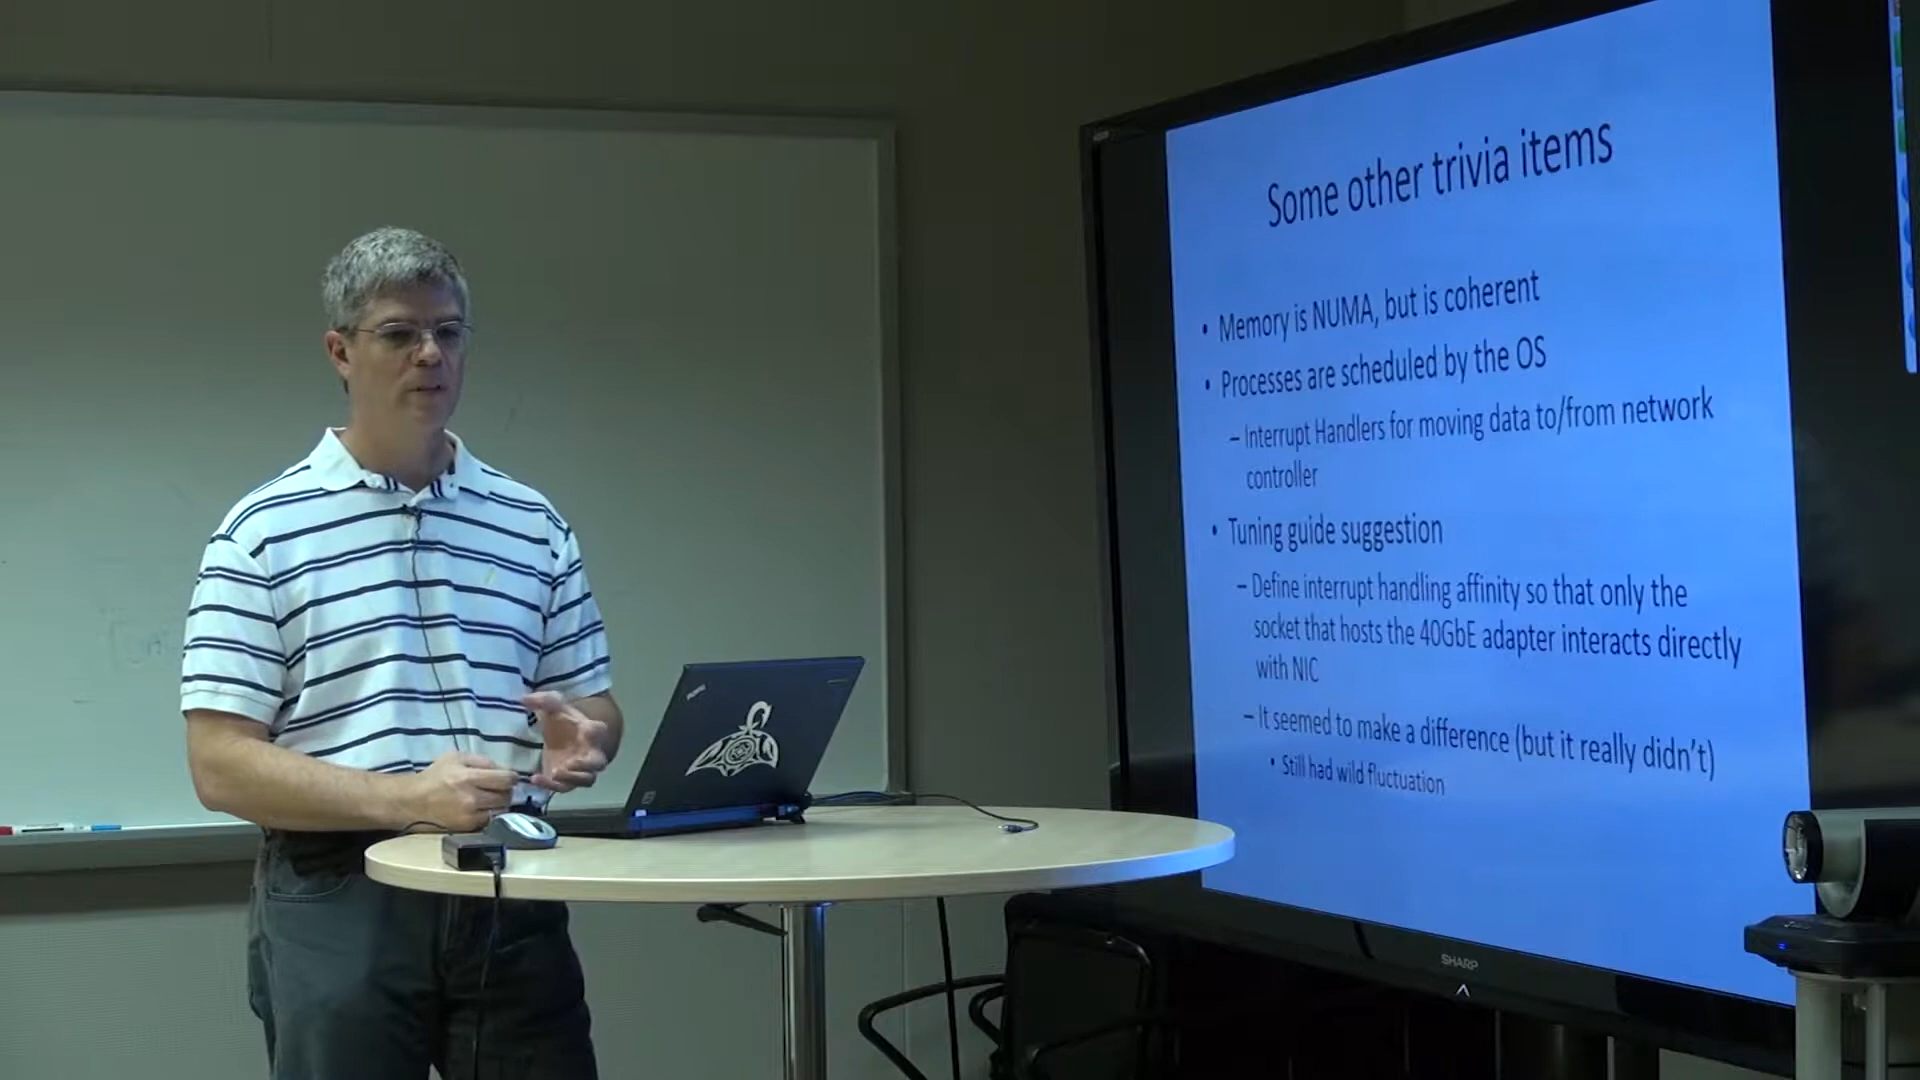 Some other trivia items
• Memory is NUMA, but is coherent
• Processes are scheduled by the OS
– Interrupt Handlers for moving data to/from network
controller
• Tuning guide suggestion
– Define interrupt handling affinity so that only the
socket that hosts the 40GbE adapter interacts directly
with NIC
– It seemed to make a difference (but it really didn't)
• Still had wild fluctuation
SHARP